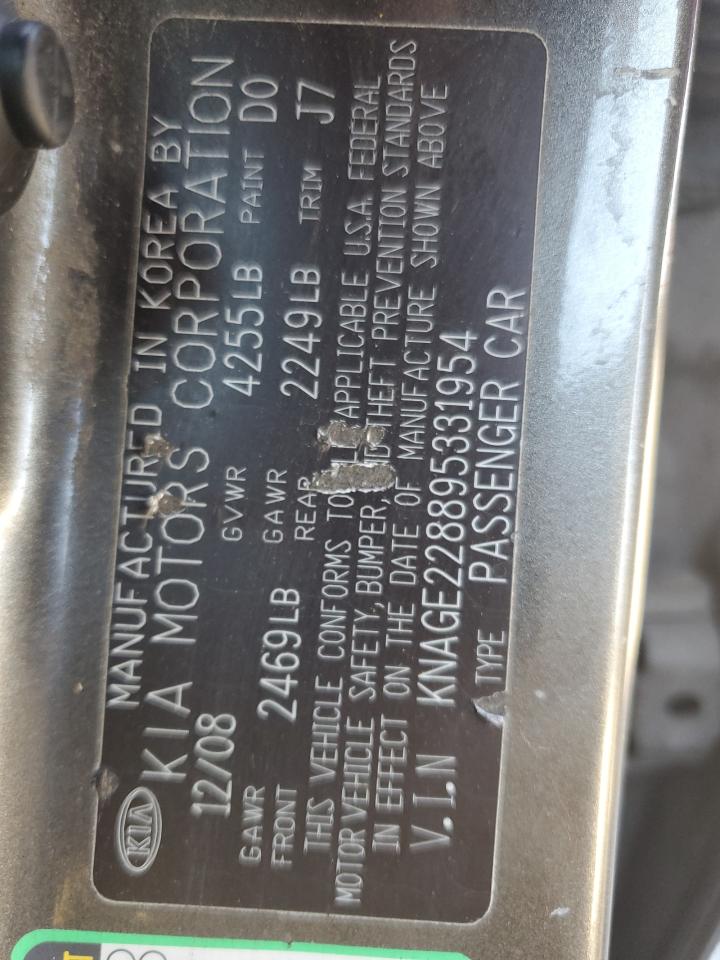 MANUFACTURED IN KOREA BY
KIA KIA MOTORS CORPORATION
12/08 GVWR 4255LB PAINT D0
GAWR FRONT 2469LB GAWR REAR 2249LB TRIM J7
THIS VEHICLE CONFORMS TO ALL APPLICABLE U.S.A. FEDERAL
MOTOR VEHICLE SAFETY, BUMPER, AND THEFT PREVENTION STANDARDS
IN EFFECT ON THE DATE OF MANUFACTURE SHOWN ABOVE
V.I.N KNAGE228895331954
TYPE PASSENGER CAR